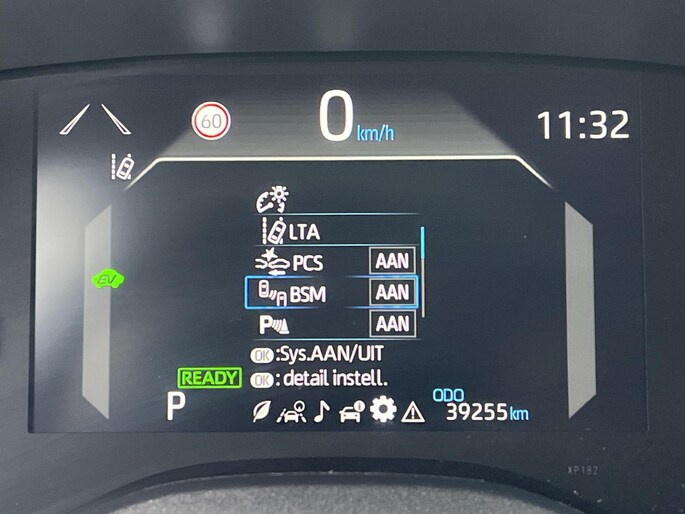 60
0 km/h
11:32
LTA
PCS AAN
BSM AAN
P AAN
OK :Sys.AAN/UIT
OK : detail instell.
EV
READY
P
ODO
39255 km
XP182